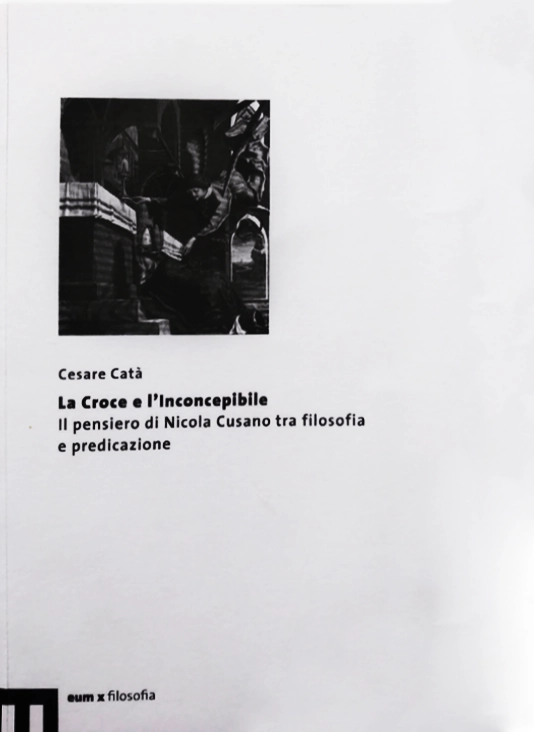 Cesare Catà
La Croce e l'Inconcepibile
Il pensiero di Nicola Cusano tra filosofia
e predicazione
eum x filosofia